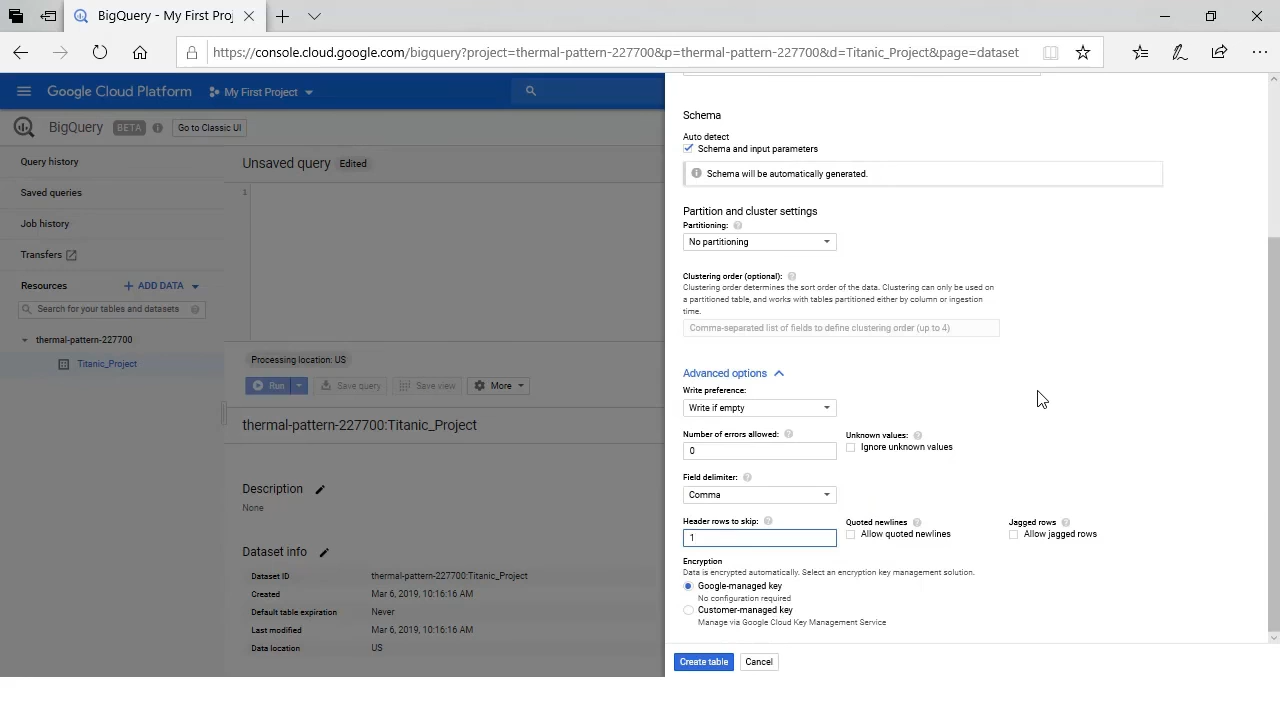 BigQuery - My First Proj
https://console.cloud.google.com/bigquery?project=thermal-pattern-227700&p=thermal-pattern-227700&d=Titanic_Project&page=dataset
Google Cloud Platform
My First Project
BigQuery
BETA
Go to Classic UI
Query history
Saved queries
Job history
Transfers
Resources
ADD DATA
Search for your tables and datasets
thermal-pattern-227700
Titanic_Project
Unsaved query
Edited
1
Processing location: US
Run
Save query
Save view
More
thermal-pattern-227700:Titanic_Project
Description
None
Dataset info
Dataset ID thermal-pattern-227700:Titanic_Project
Created Mar 6, 2019, 10:16:16 AM
Default table expiration Never
Last modified Mar 6, 2019, 10:16:16 AM
Data location US
Schema
Auto detect
Schema and input parameters
Schema will be automatically generated.
Partition and cluster settings
Partitioning:
No partitioning
Clustering order (optional):
Clustering order determines the sort order of the data. Clustering can only be used on
a partitioned table, and works with tables partitioned either by column or ingestion
time.
Comma-separated list of fields to define clustering order (up to 4)
Advanced options
Write preference:
Write if empty
Number of errors allowed:
0
Unknown values:
Ignore unknown values
Field delimiter:
Comma
Header rows to skip:
1
Quoted newlines
Allow quoted newlines
Jagged rows
Allow jagged rows
Encryption
Data is encrypted automatically. Select an encryption key management solution.
Google-managed key
No configuration required
Customer-managed key
Manage via Google Cloud Key Management Service
Create table
Cancel